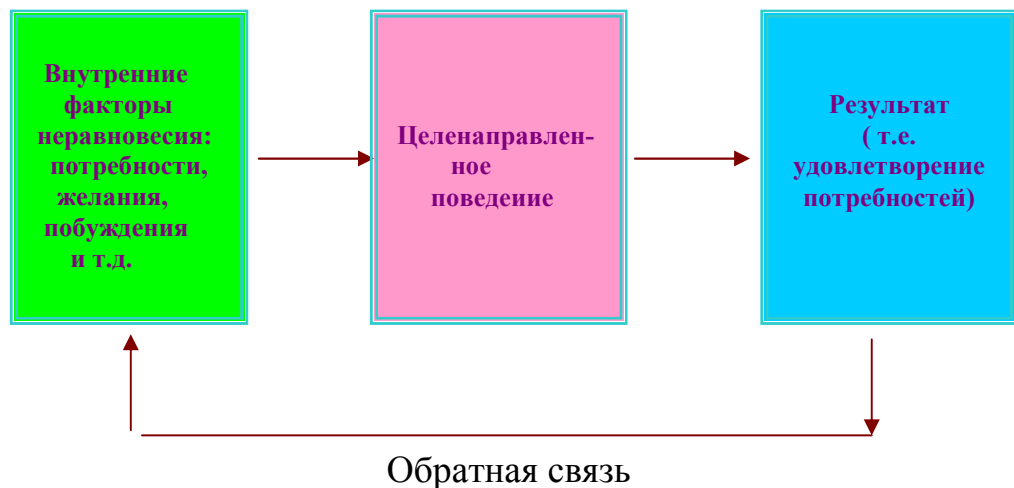 Внутренние
факторы
неравновесия:
потребности,
желания,
побуждения
и т.д.
Целенаправлен-
ное
поведеиие
Результат
( т.е.
удовлетворение
потребностей)
Обратная связь